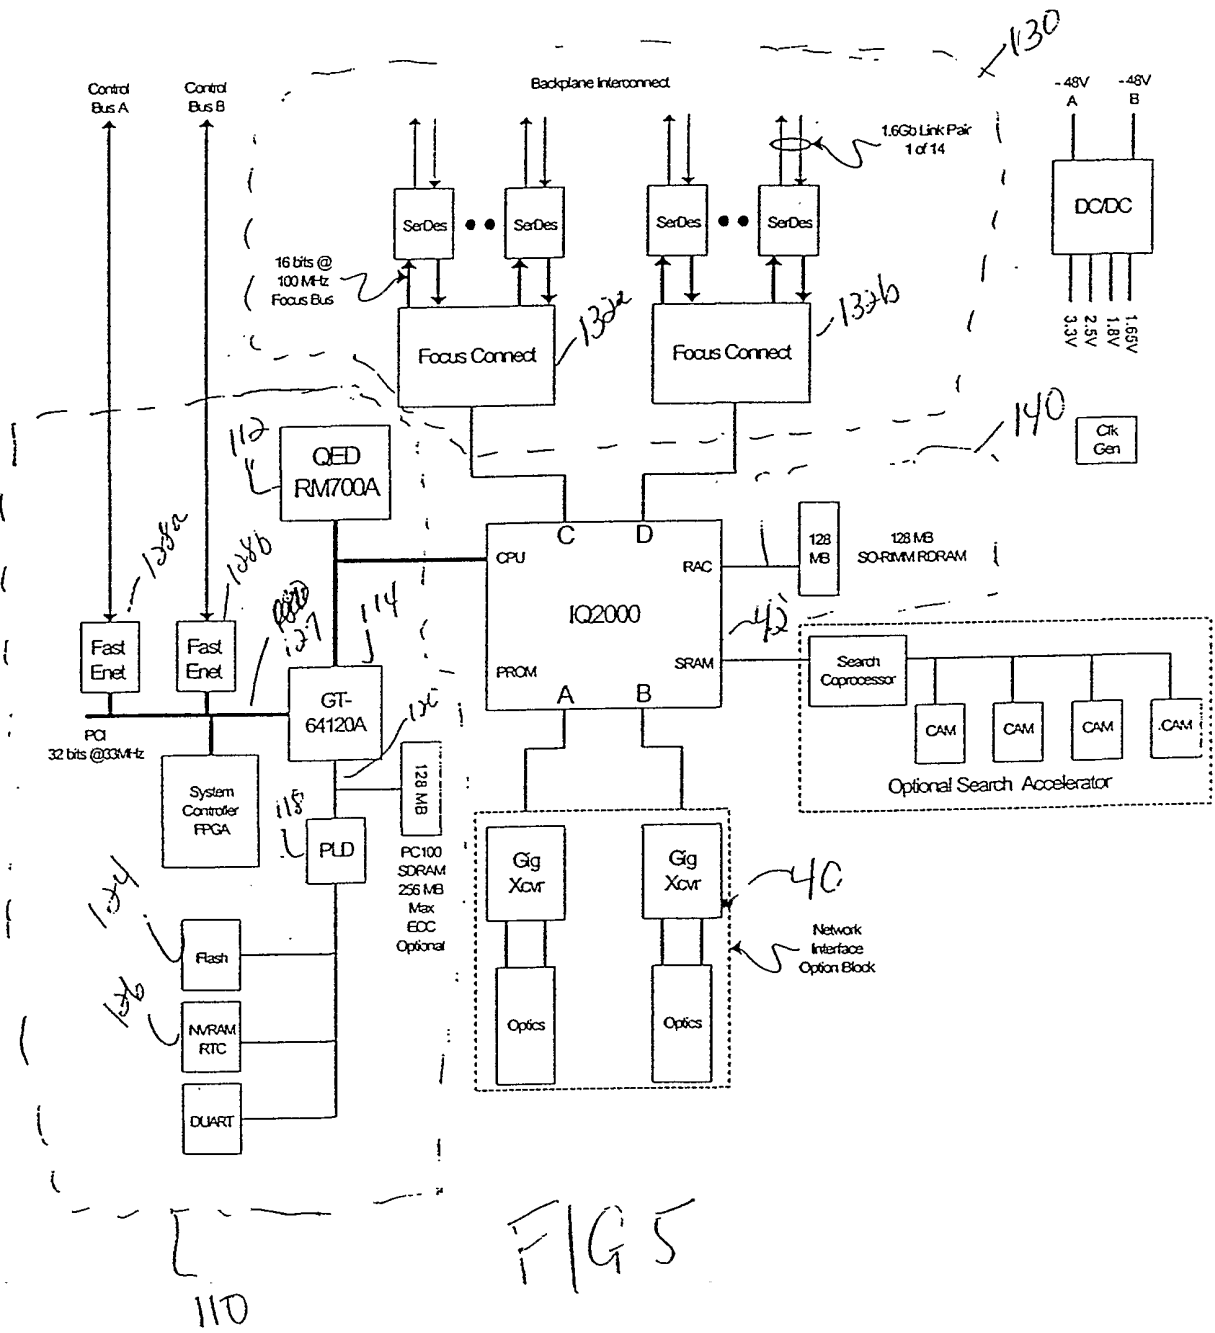 130
Control
Bus A
Control
Bus B
Backplane Interconnect
-48V
A
-48V
B
1.6Gb Link Pair
1 of 14
SerDes
SerDes
SerDes
SerDes
DC/DC
16 bits @
100 MHz
Focus Bus
3.3V
2.5V
1.8V
1.65V
132a
132b
Focus Connect
Focus Connect
140
Clk
Gen
112
QED
RM700A
C
D
CPU
RAC
128
MB
128 MB
SO-RIMM RDRAM
128a
128b
IQ2000
127
114
42
Fast
Enet
Fast
Enet
PROM
SRAM
Search
Coprocessor
A
B
GT-
64120A
PCI
32 bits @33MHz
CAM
CAM
CAM
CAM
Optional Search Accelerator
System
Controller
FPGA
118
128 MB
PLD
PC100
SDRAM
256 MB
Max
ECC
Optional
Gig
Xcvr
Gig
Xcvr
40
124
Flash
Network
Interface
Option Block
126
NVRAM
RTC
Optics
Optics
DUART
FIG 5
110